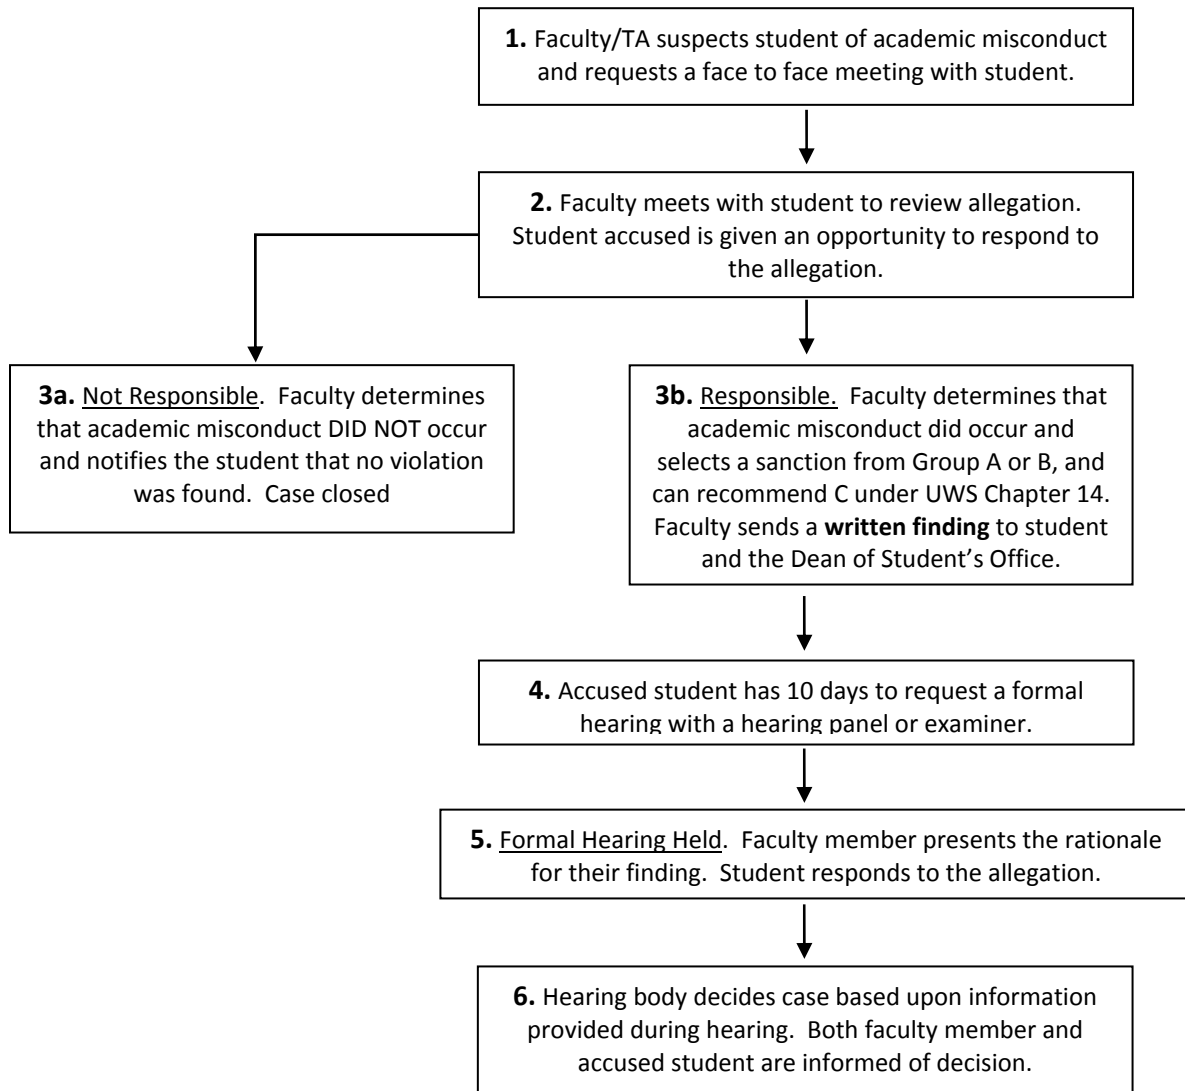 1. Faculty/TA suspects student of academic misconduct
and requests a face to face meeting with student.
2. Faculty meets with student to review allegation.
Student accused is given an opportunity to respond to
the allegation.
3a. Not Responsible.  Faculty determines
that academic misconduct DID NOT occur
and notifies the student that no violation
was found.  Case closed
3b. Responsible.  Faculty determines that
academic misconduct did occur and
selects a sanction from Group A or B, and
can recommend C under UWS Chapter 14.
Faculty sends a written finding to student
and the Dean of Student’s Office.
4. Accused student has 10 days to request a formal
hearing with a hearing panel or examiner.
5. Formal Hearing Held.  Faculty member presents the rationale
for their finding.  Student responds to the allegation.
6. Hearing body decides case based upon information
provided during hearing.  Both faculty member and
accused student are informed of decision.